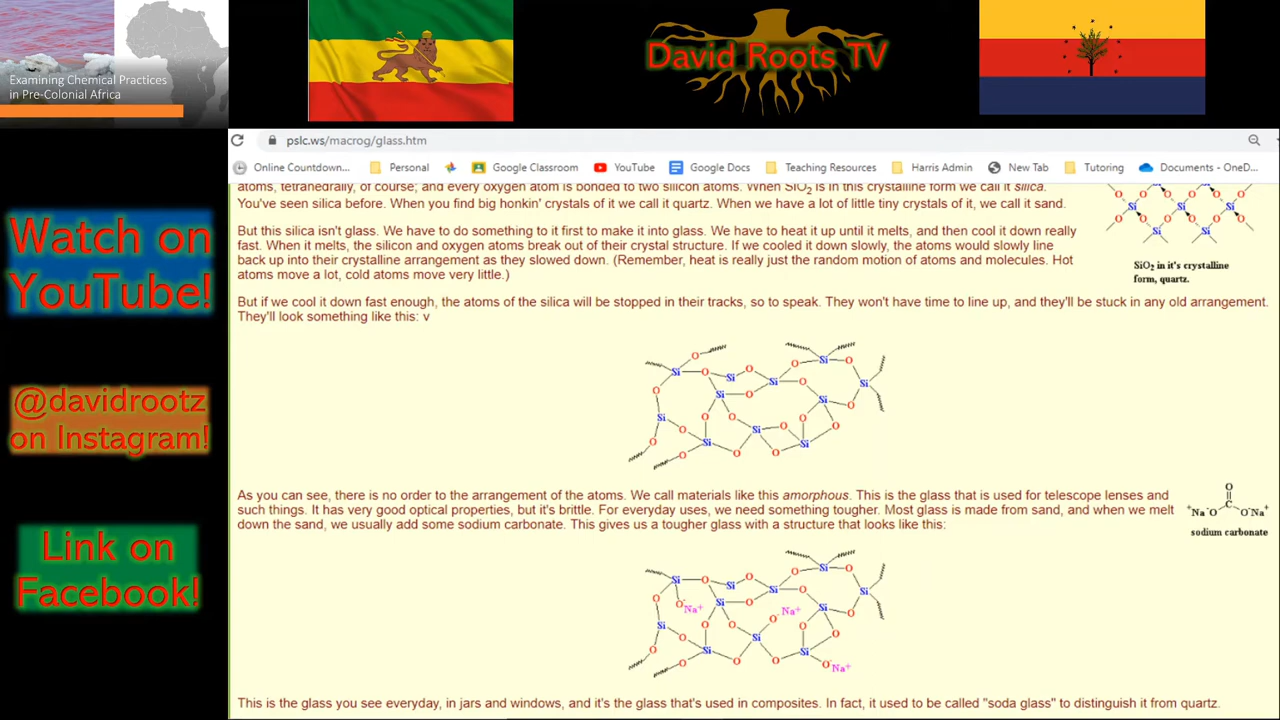 Examining Chemical Practices
in Pre-Colonial Africa
David Roots TV
pslc.ws/macrog/glass.htm
Online Countdown... Personal Google Classroom YouTube Google Docs Teaching Resources Harris Admin New Tab Tutoring Documents - OneD...
Watch on
YouTube!
@davidrootz
on Instagram!
Link on
Facebook!
atoms, tetrahedrally, of course; and every oxygen atom is bonded to two silicon atoms. When SiO2 is in this crystalline form we call it silica.
You've seen silica before. When you find big honkin' crystals of it we call it quartz. When we have a lot of little tiny crystals of it, we call it sand.
But this silica isn't glass. We have to do something to it first to make it into glass. We have to heat it up until it melts, and then cool it down really
fast. When it melts, the silicon and oxygen atoms break out of their crystal structure. If we cooled it down slowly, the atoms would slowly line
back up into their crystalline arrangement as they slowed down. (Remember, heat is really just the random motion of atoms and molecules. Hot
atoms move a lot, cold atoms move very little.)
SiO2 in it's crystalline
form, quartz.
But if we cool it down fast enough, the atoms of the silica will be stopped in their tracks, so to speak. They won't have time to line up, and they'll be stuck in any old arrangement.
They'll look something like this: v
As you can see, there is no order to the arrangement of the atoms. We call materials like this amorphous. This is the glass that is used for telescope lenses and
such things. It has very good optical properties, but it's brittle. For everyday uses, we need something tougher. Most glass is made from sand, and when we melt
down the sand, we usually add some sodium carbonate. This gives us a tougher glass with a structure that looks like this:
O
C
+Na -O O- Na+
sodium carbonate
Na+
Na+
Na+
This is the glass you see everyday, in jars and windows, and it's the glass that's used in composites. In fact, it used to be called "soda glass" to distinguish it from quartz.